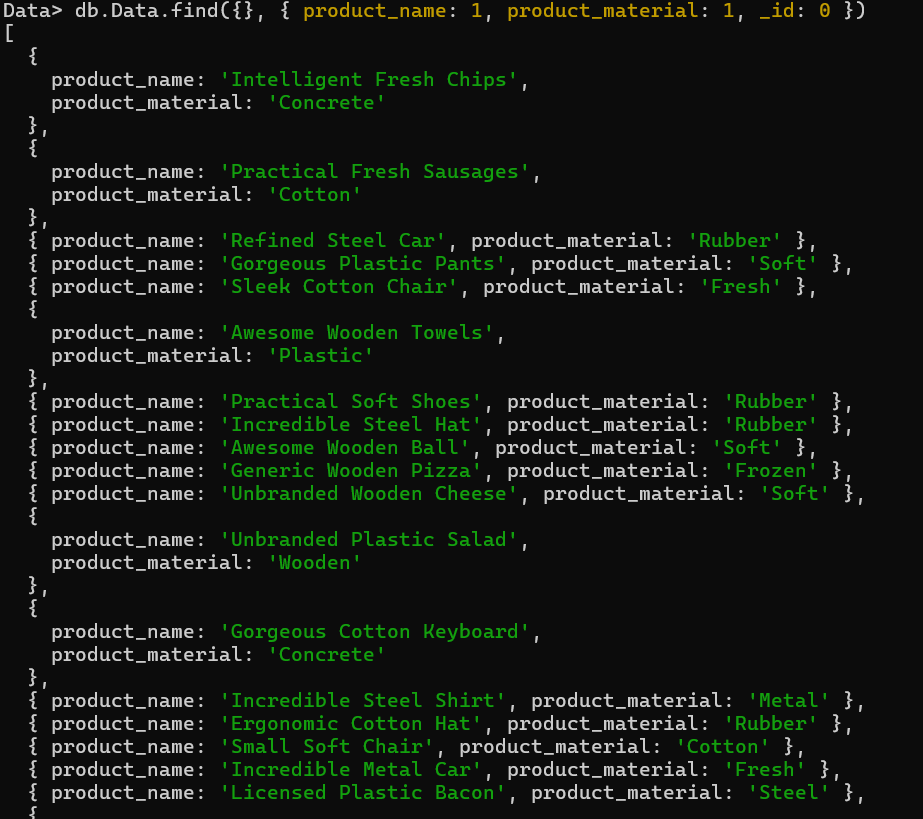 Data> db.Data.find({}, { product_name: 1, product_material: 1, _id: 0 })
[
  {
    product_name: 'Intelligent Fresh Chips',
    product_material: 'Concrete'
  },
  {
    product_name: 'Practical Fresh Sausages',
    product_material: 'Cotton'
  },
  { product_name: 'Refined Steel Car', product_material: 'Rubber' },
  { product_name: 'Gorgeous Plastic Pants', product_material: 'Soft' },
  { product_name: 'Sleek Cotton Chair', product_material: 'Fresh' },
  {
    product_name: 'Awesome Wooden Towels',
    product_material: 'Plastic'
  },
  { product_name: 'Practical Soft Shoes', product_material: 'Rubber' },
  { product_name: 'Incredible Steel Hat', product_material: 'Rubber' },
  { product_name: 'Awesome Wooden Ball', product_material: 'Soft' },
  { product_name: 'Generic Wooden Pizza', product_material: 'Frozen' },
  { product_name: 'Unbranded Wooden Cheese', product_material: 'Soft' },
  {
    product_name: 'Unbranded Plastic Salad',
    product_material: 'Wooden'
  },
  {
    product_name: 'Gorgeous Cotton Keyboard',
    product_material: 'Concrete'
  },
  { product_name: 'Incredible Steel Shirt', product_material: 'Metal' },
  { product_name: 'Ergonomic Cotton Hat', product_material: 'Rubber' },
  { product_name: 'Small Soft Chair', product_material: 'Cotton' },
  { product_name: 'Incredible Metal Car', product_material: 'Fresh' },
  { product_name: 'Licensed Plastic Bacon', product_material: 'Steel' },
  {